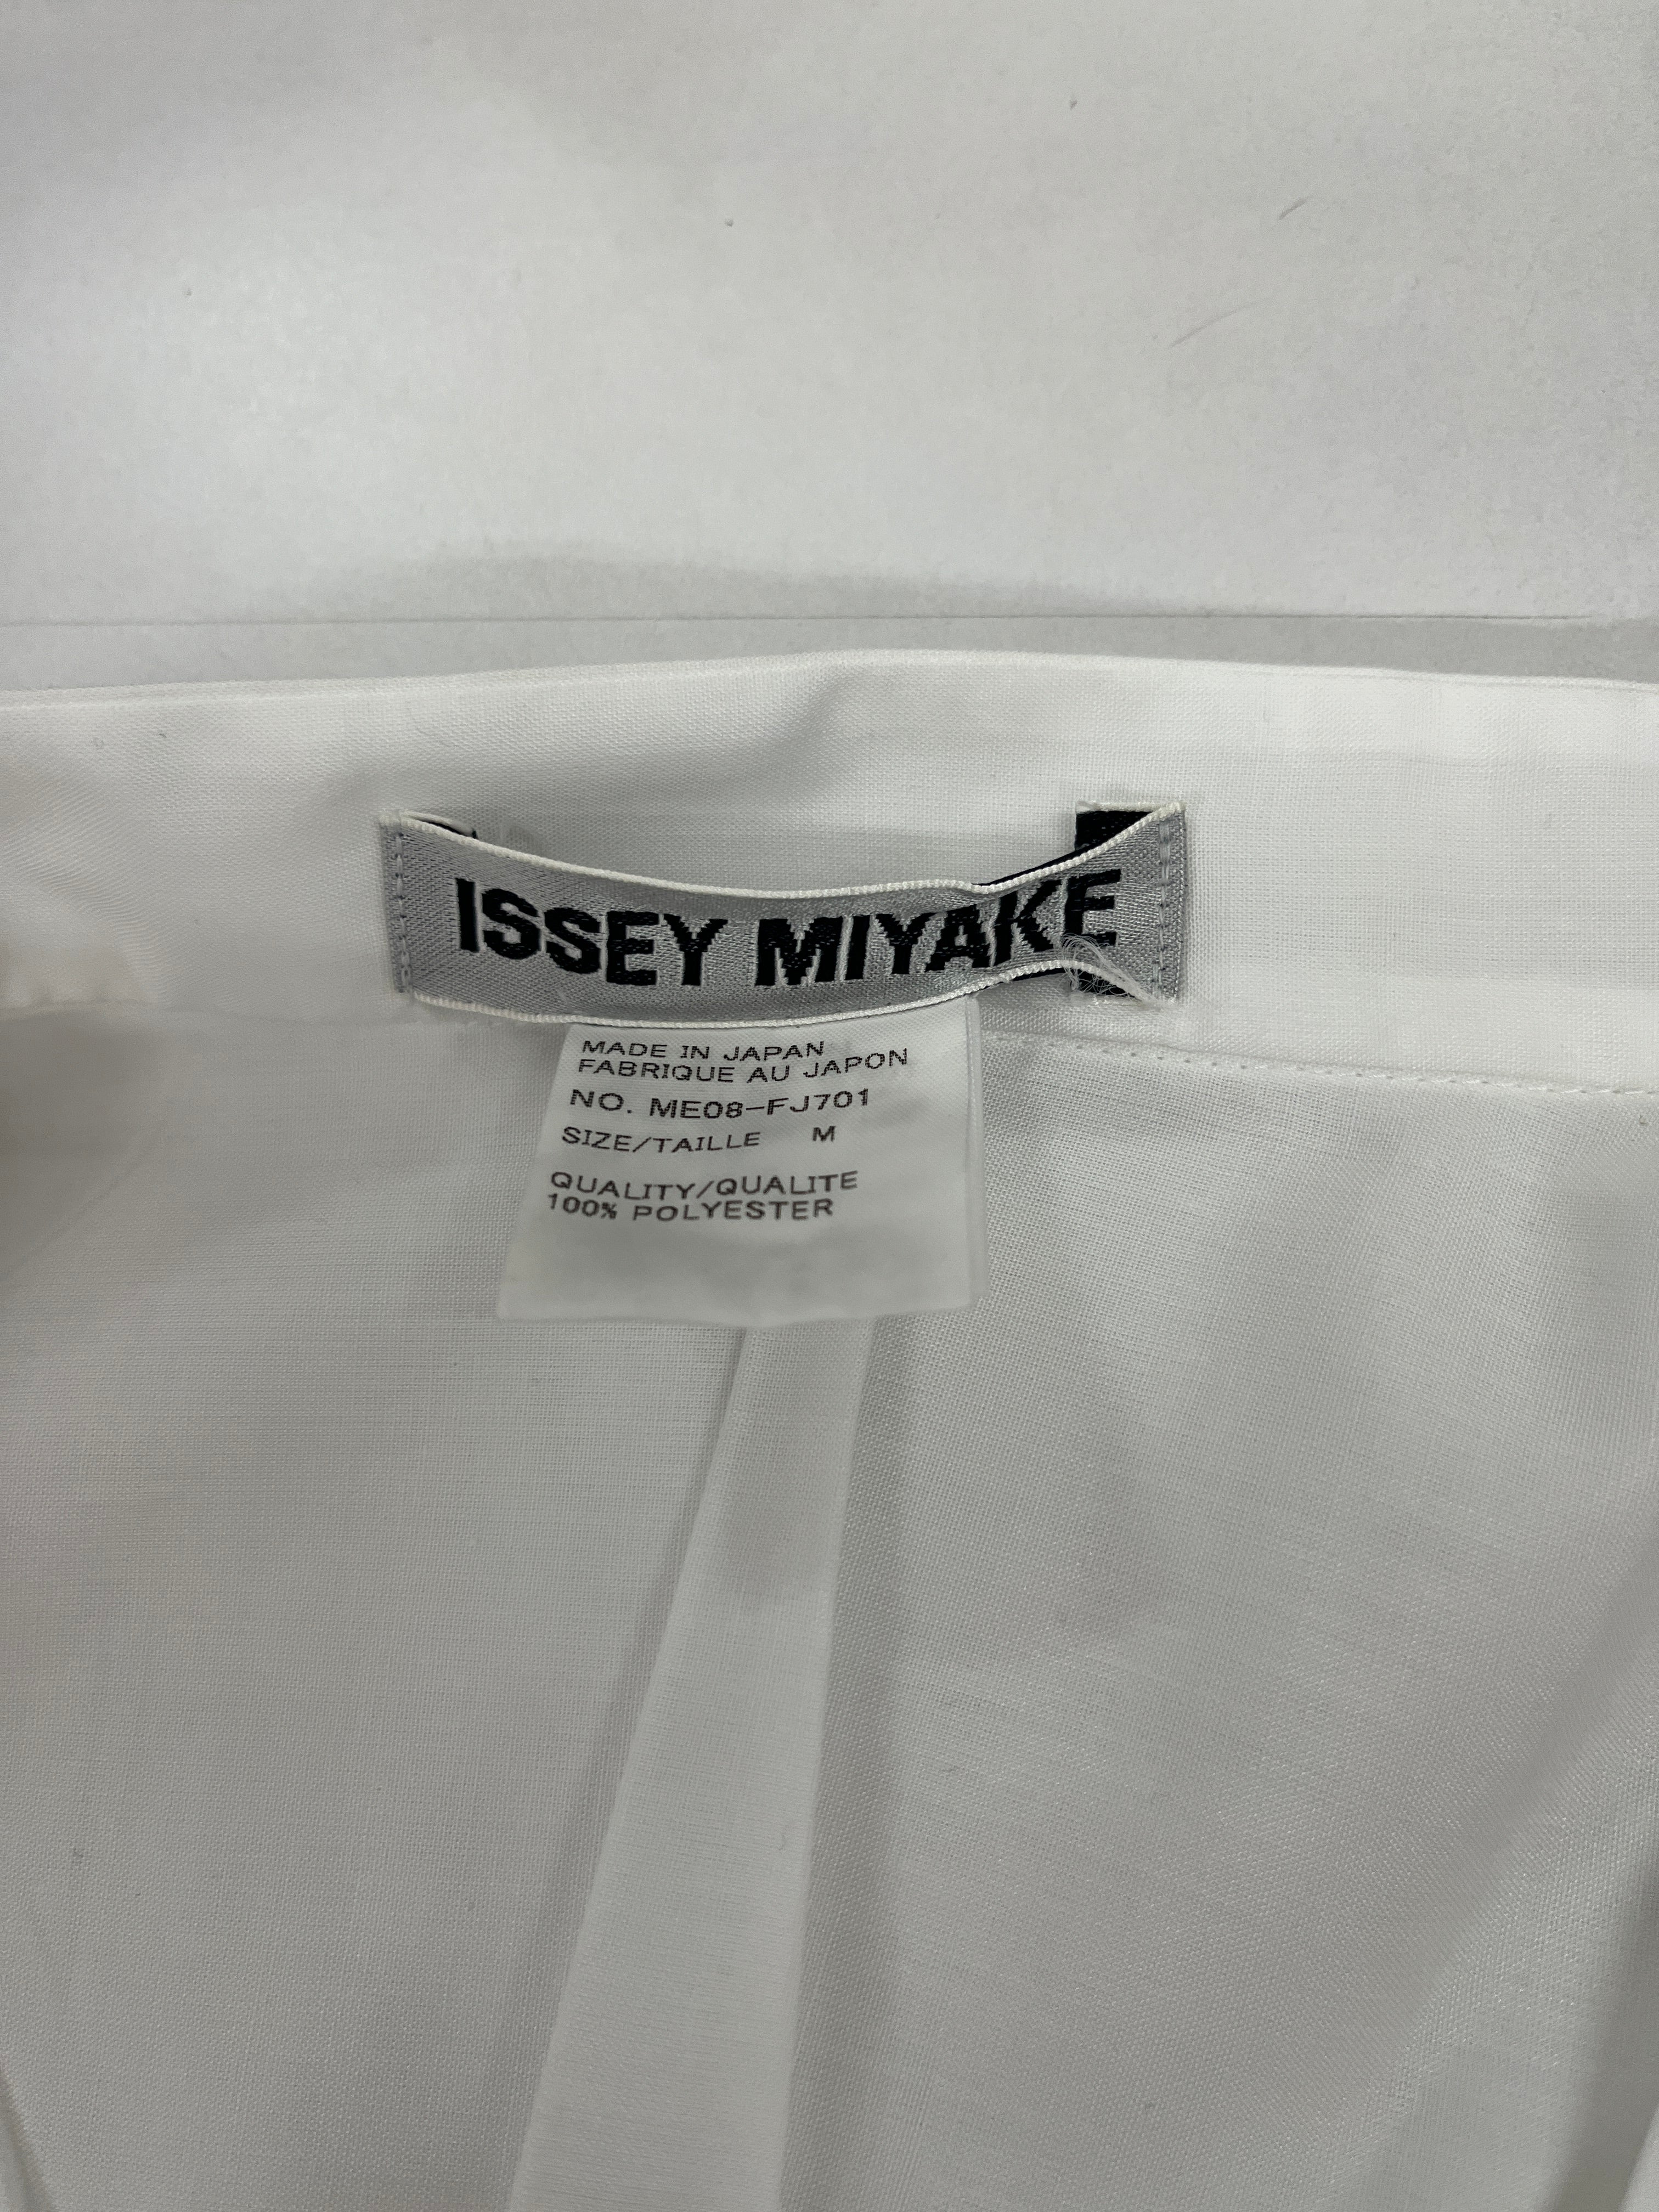 ISSEY MIYAKE
MADE IN JAPAN
FABRIQUE AU JAPON
NO. ME08-FJ701
SIZE/TAILLE M
QUALITY/QUALITE
100% POLYESTER